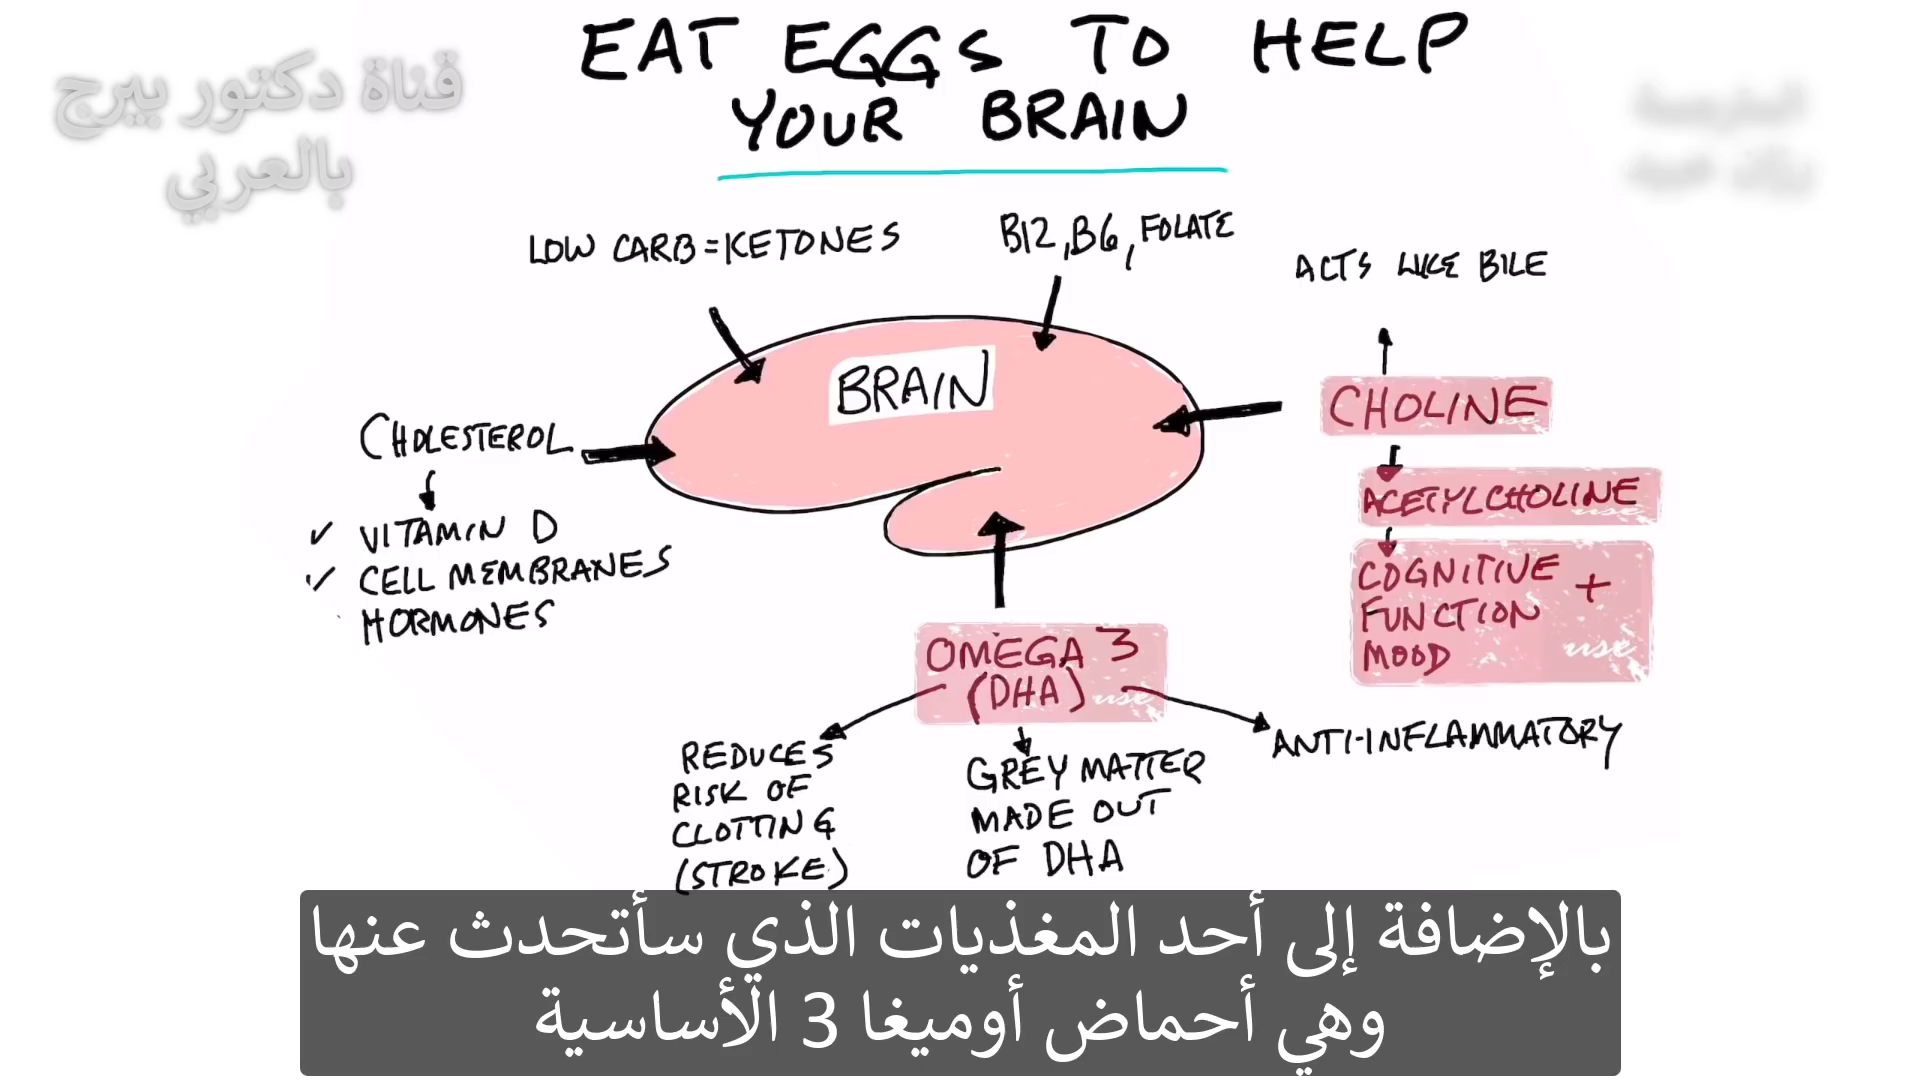 EAT EGGS TO HELP
YOUR BRAIN
فناة دكتور بيرج
بالعربي
LOW CARB=KETONES
B12, B6, FOLATE
ACTS LIKE BILE
BRAIN
CHOLINE
CHOLESTEROL
ACETYLCHOLINE
✓ VITAMIN D
✓ CELL MEMBRANES
HORMONES
COGNITIVE +
FUNCTION
MOOD
use
OMEGA 3
(DHA)
use
REDUCES
RISK OF
CLOTTING
(STROKE)
GREY MATTER
MADE OUT
OF DHA
ANTI-INFLAMMATORY
بالإضافة إلى أحد المغذيات الذي سأتحدث عنها
وهي أحماض أوميغا 3 الأساسية